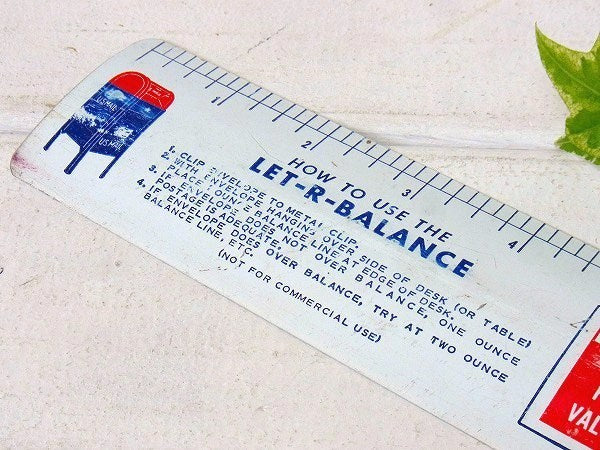 U.S. MAIL
US MAIL
1 2 3 4
HOW TO USE THE
LET-R-BALANCE
1. CLIP ENVELOPE TO METAL CLIP.
2. WITH ENVELOPE HANGING OVER SIDE OF DESK (OR TABLE)
PLACE 1 OUNCE BALANCE LINE AT EDGE OF DESK.
3. IF ENVELOPE DOES NOT OVER BALANCE, ONE OUNCE
POSTAGE IS ADEQUATE.
4. IF ENVELOPE DOES OVER BALANCE, TRY AT TWO OUNCE
BALANCE LINE, ETC.
(NOT FOR COMMERCIAL USE)
VAL